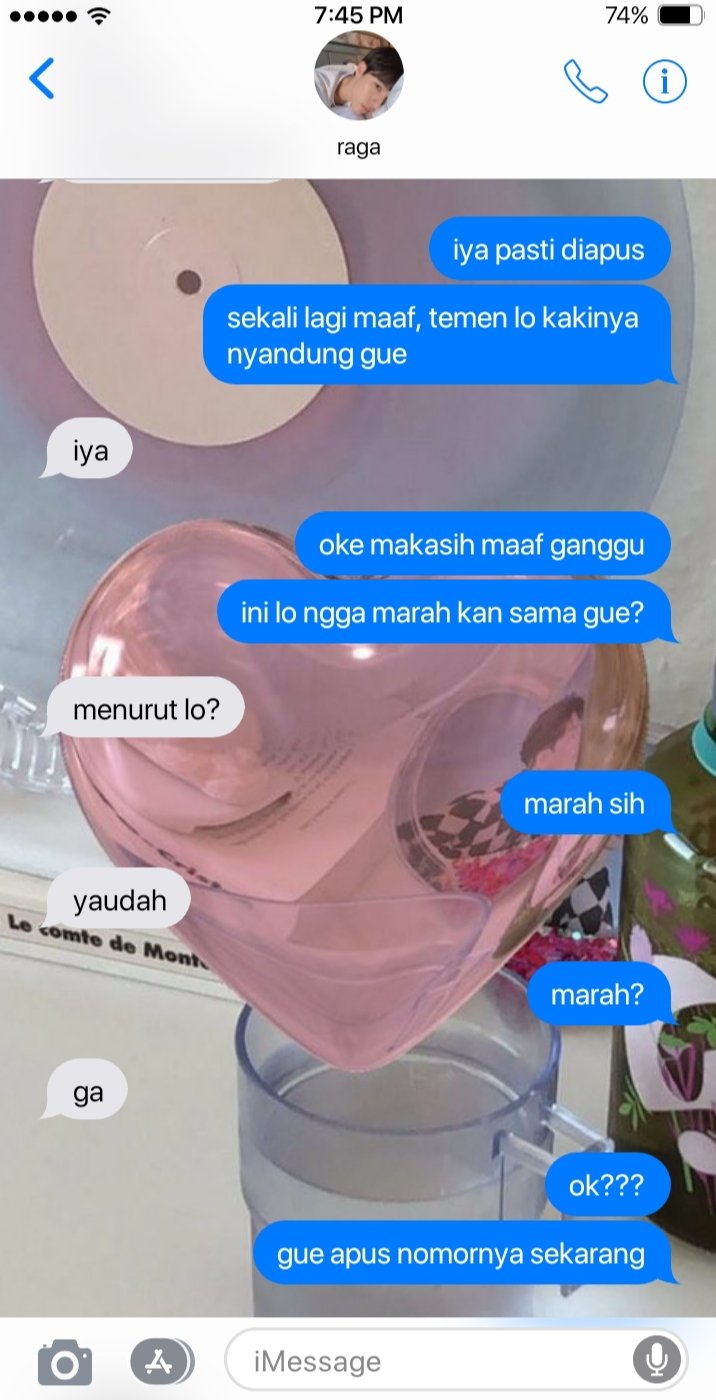 7:45 PM
74%
raga
iya pasti diapus
sekali lagi maaf, temen lo kakinya
nyandung gue
iya
oke makasih maaf ganggu
ini lo ngga marah kan sama gue?
menurut lo?
marah sih
yaudah
Le comte de Monte
marah?
ga
ok???
gue apus nomornya sekarang
iMessage